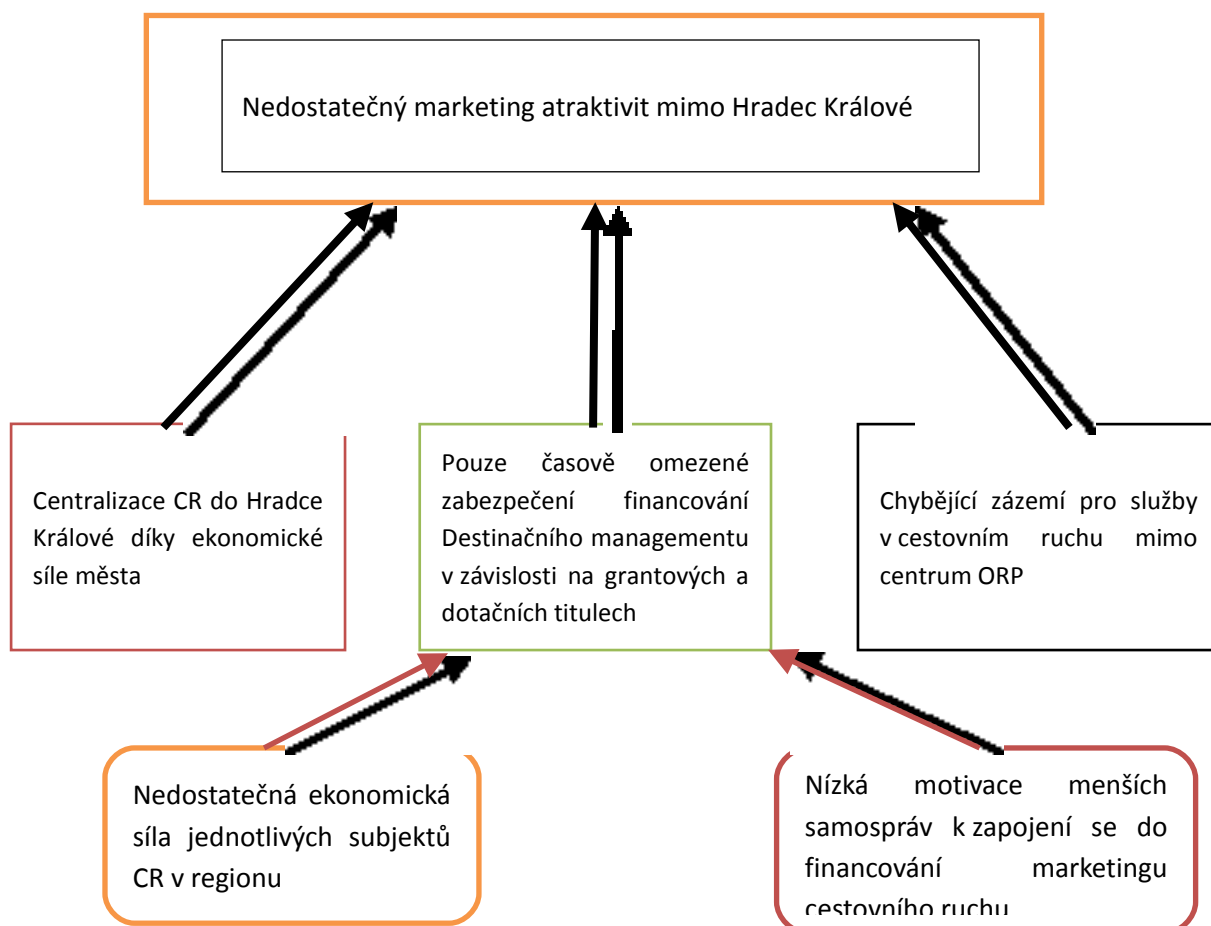 Nedostatečný marketing atraktivit mimo Hradec Králové
Centralizace CR do Hradce
Králové díky ekonomické
síle města
Pouze časově omezené
zabezpečení financování
Destinačního managementu
v závislosti na grantových a
dotačních titulech
Chybějící zázemí pro služby
v cestovním ruchu mimo
centrum ORP
Nedostatečná ekonomická
síla jednotlivých subjektů
CR v regionu
Nízká motivace menších
samospráv k zapojení se do
financování marketingu
cestovního ruchu